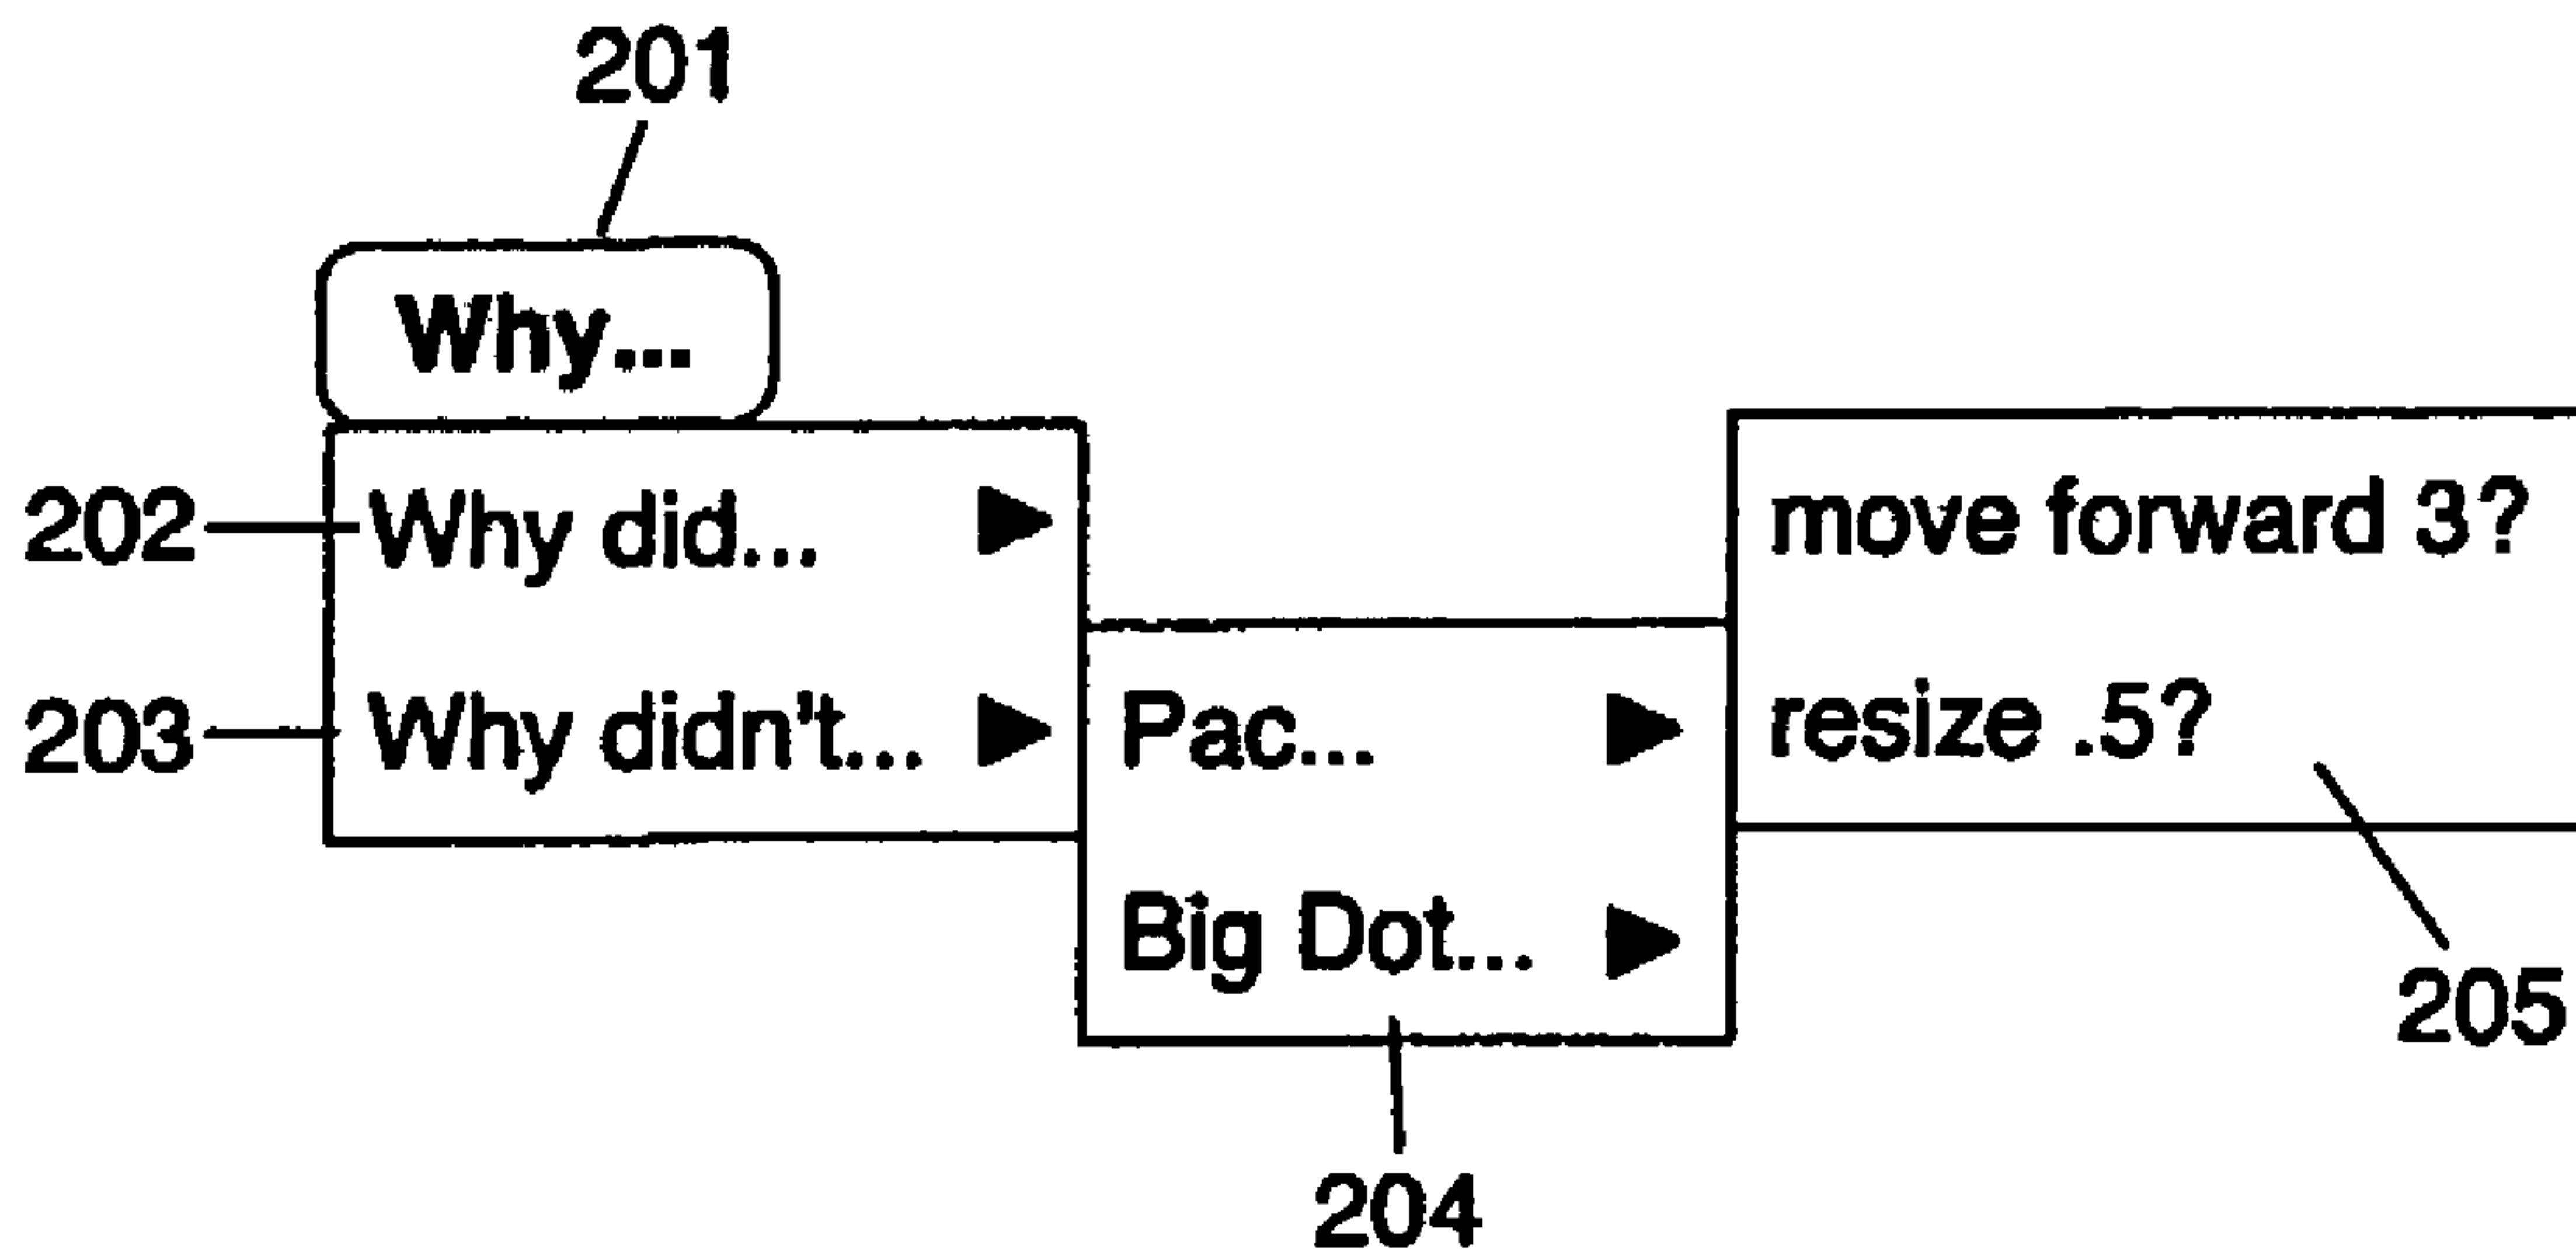 201
Why...
202 Why did...
move forward 3?
203 Why didn't...
Pac...
resize .5?
Big Dot...
205
204